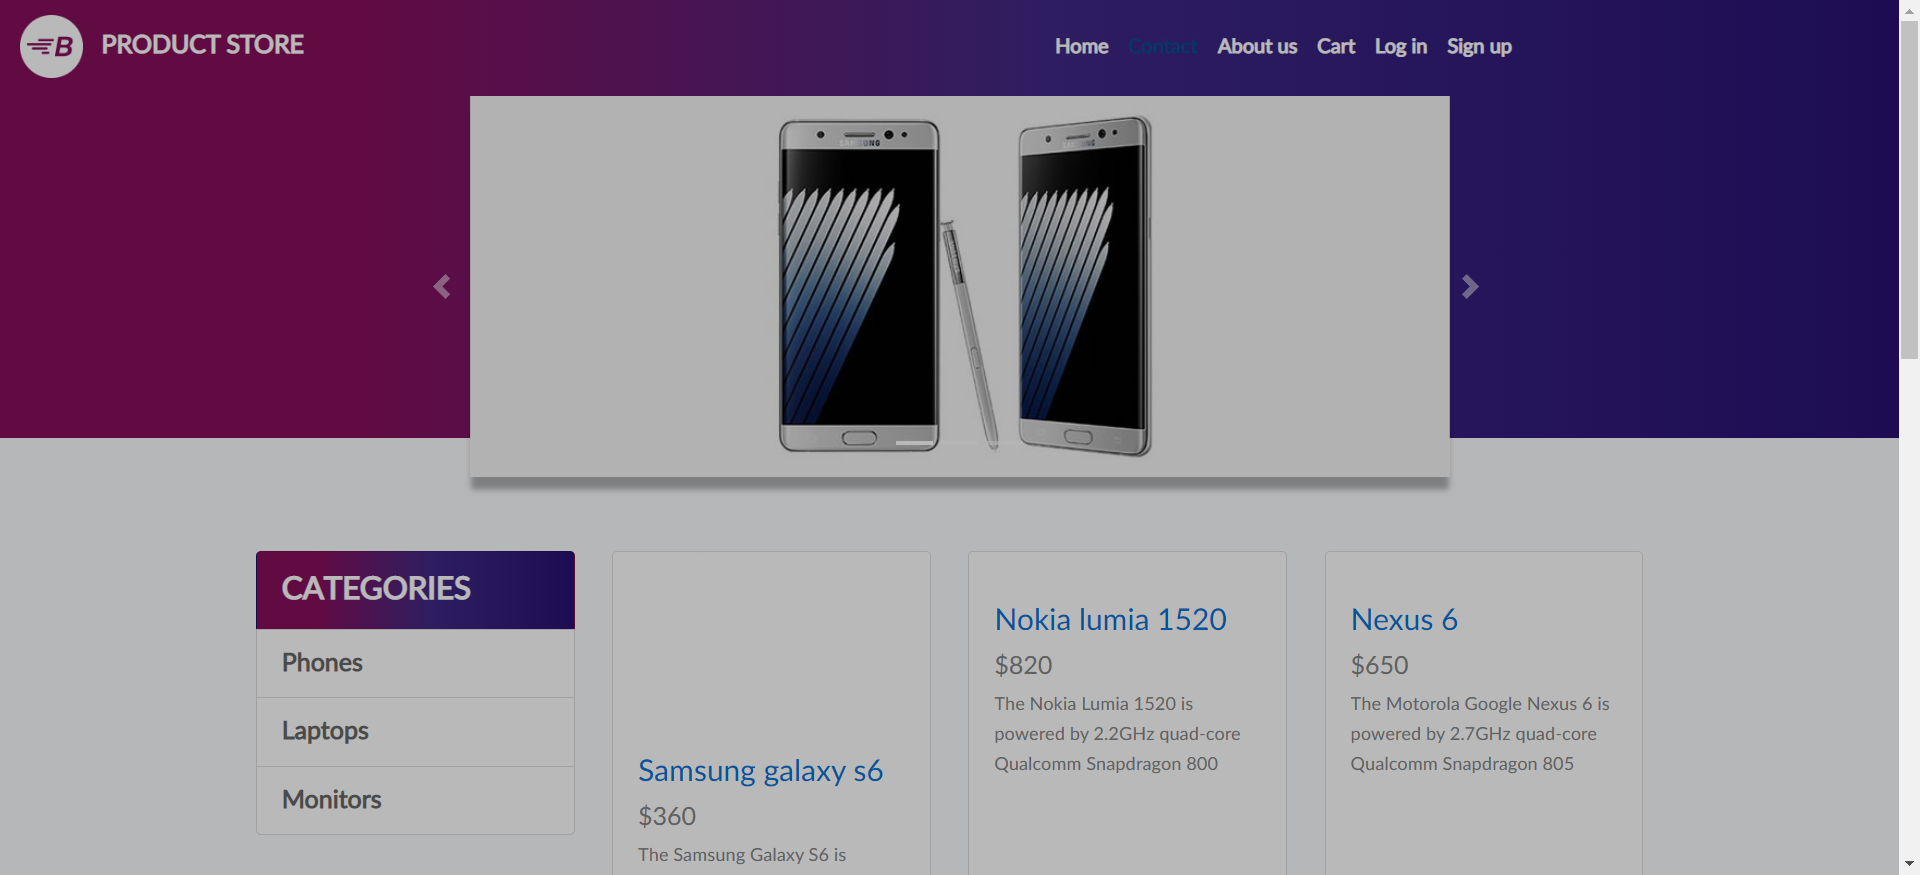 B PRODUCT STORE
Home Contact About us Cart Log in Sign up
SAMSUNG
CATEGORIES
Phones
Laptops
Monitors
Samsung galaxy s6
$360
The Samsung Galaxy S6 is
Nokia lumia 1520
$820
The Nokia Lumia 1520 is
powered by 2.2GHz quad-core
Qualcomm Snapdragon 800
Nexus 6
$650
The Motorola Google Nexus 6 is
powered by 2.7GHz quad-core
Qualcomm Snapdragon 805